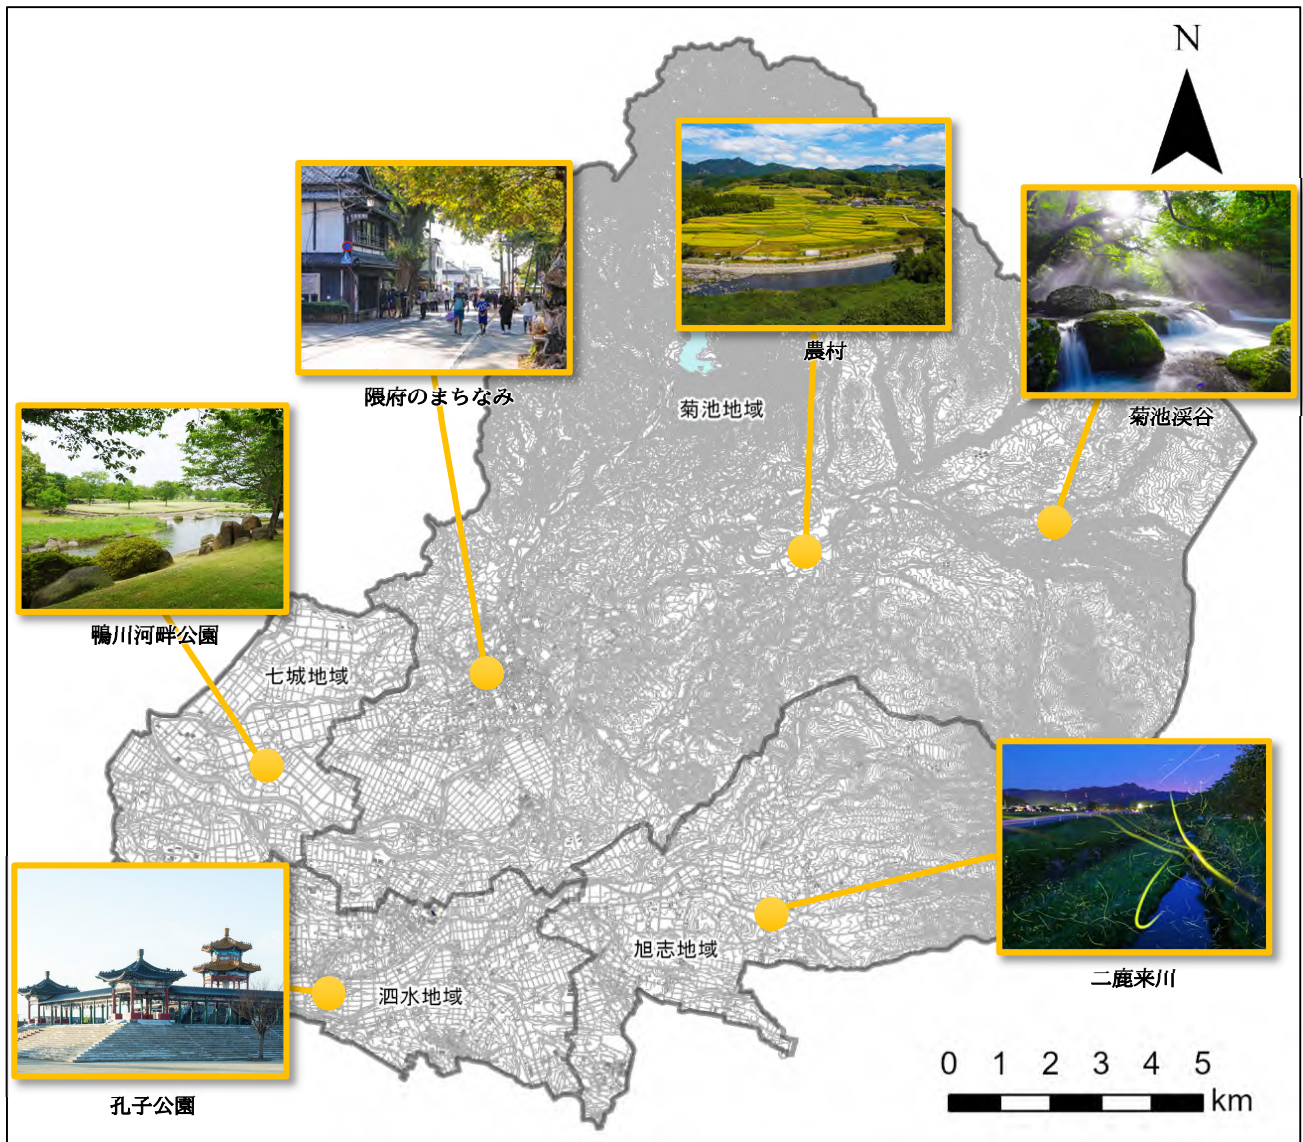 N
農村
隈府のまちなみ
菊池地域
菊池渓谷
鴨川河畔公園
七城地域
旭志地域
二鹿来川
泗水地域
孔子公園
0 1 2 3 4 5
km